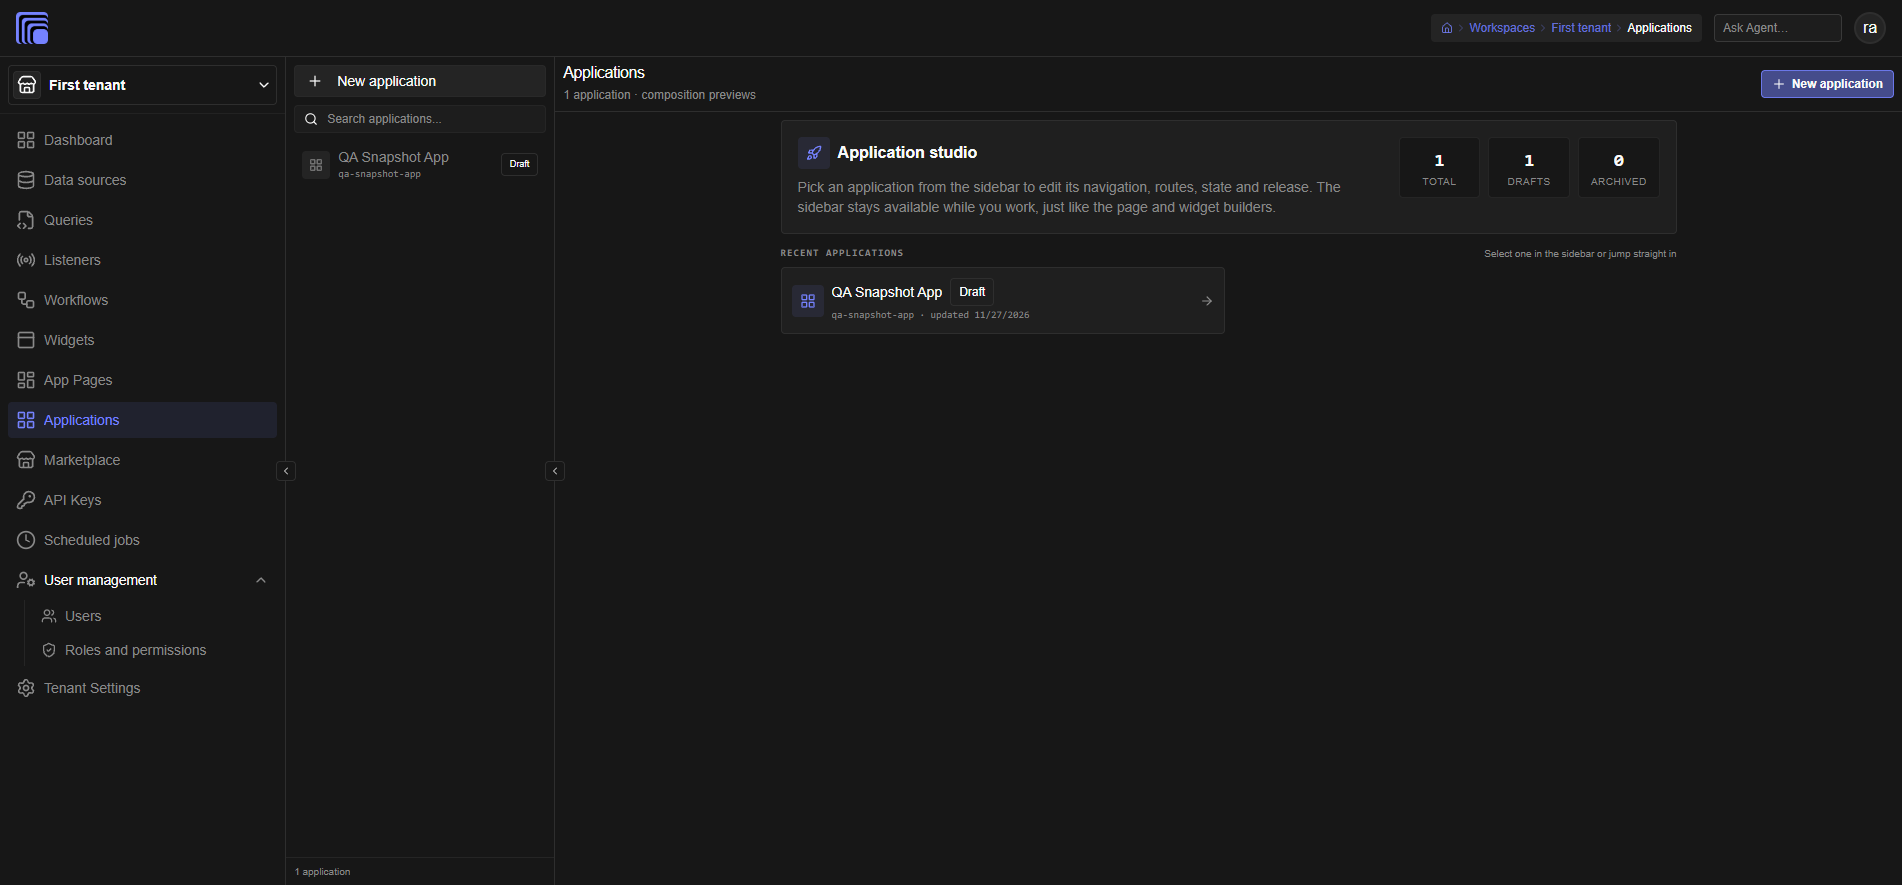 Workspaces
First tenant
Applications
Ask Agent...
ra
First tenant
Dashboard
Data sources
Queries
Listeners
Workflows
Widgets
App Pages
Applications
Marketplace
API Keys
Scheduled jobs
User management
Users
Roles and permissions
Tenant Settings
New application
Search applications...
QA Snapshot App
qa-snapshot-app
Draft
1 application
Applications
1 application · composition previews
New application
Application studio
Pick an application from the sidebar to edit its navigation, routes, state and release. The
sidebar stays available while you work, just like the page and widget builders.
1
TOTAL
1
DRAFTS
0
ARCHIVED
RECENT APPLICATIONS
Select one in the sidebar or jump straight in
QA Snapshot App
Draft
qa-snapshot-app · updated 11/27/2026